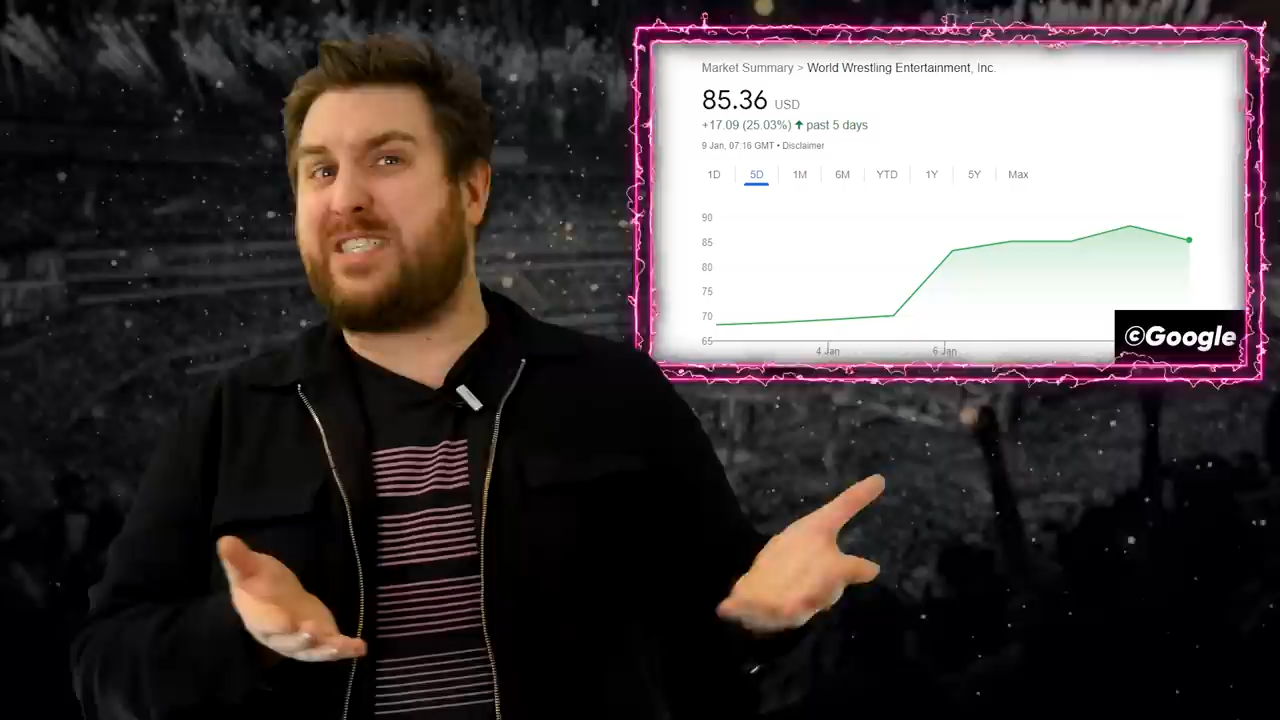 Market Summary > World Wrestling Entertainment, Inc.
85.36 USD
+17.09 (25.03%) ↑ past 5 days
9 Jan, 07:16 GMT • Disclaimer
1D 5D 1M 6M YTD 1Y 5Y Max
90
85
80
75
70
65
4 Jan 6 Jan
©Google